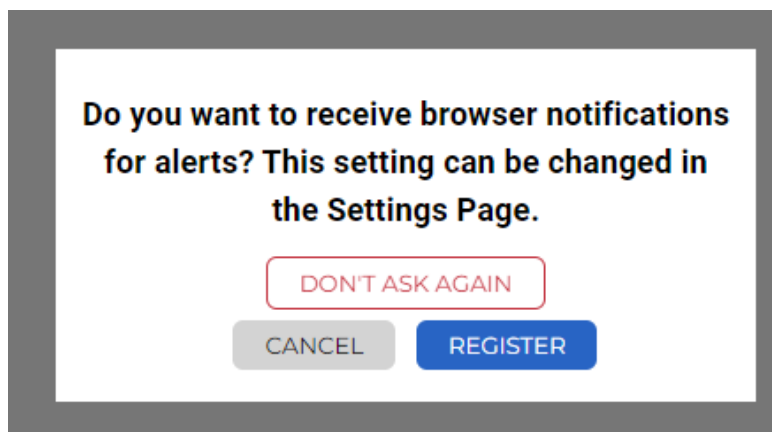 Do you want to receive browser notifications
for alerts? This setting can be changed in
the Settings Page.
DON'T ASK AGAIN
CANCEL
REGISTER